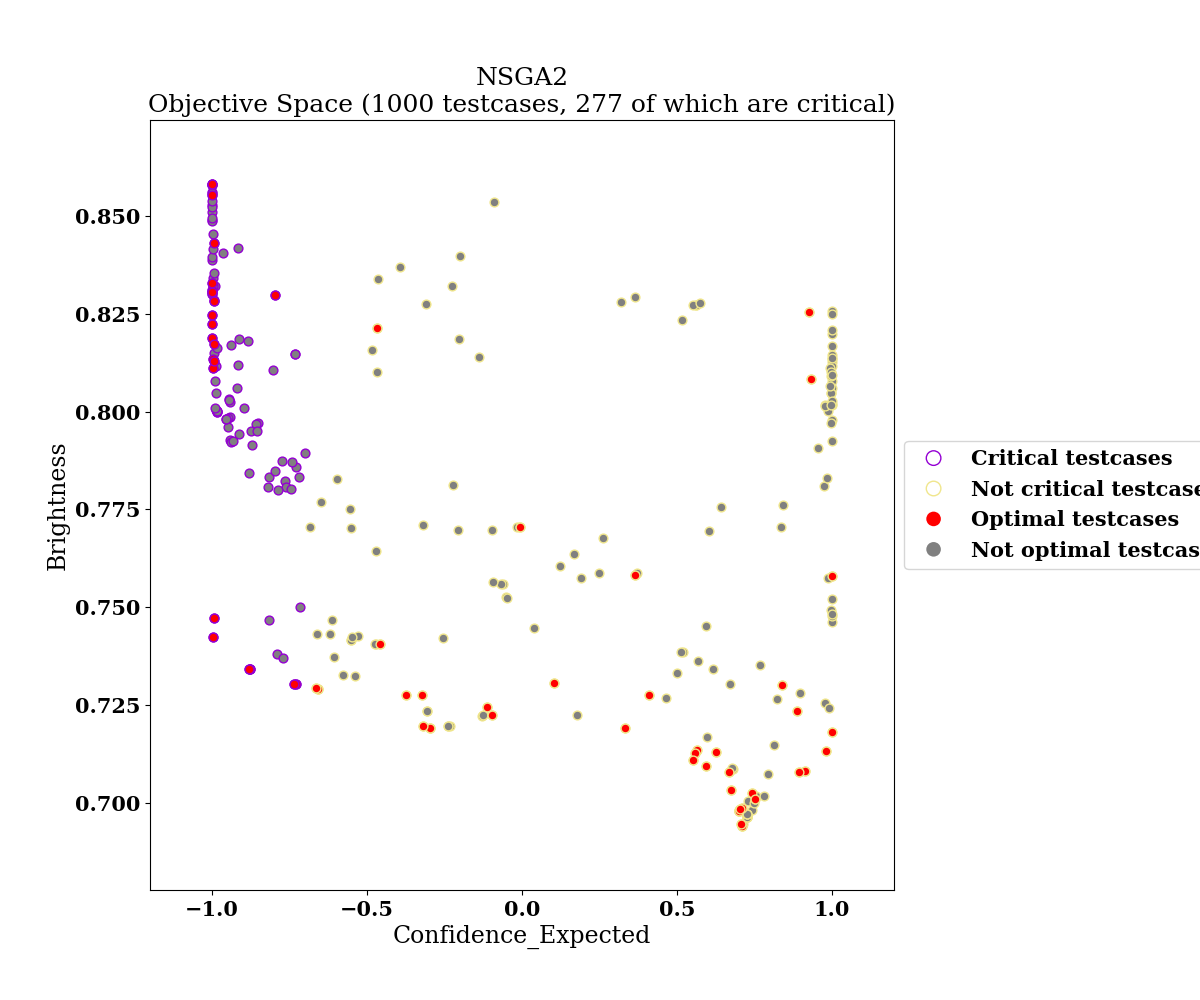 NSGA2
Objective Space (1000 testcases, 277 of which are critical)
0.850
0.825
0.800
0.775
0.750
0.725
0.700
Brightness
−1.0
−0.5
0.0
0.5
1.0
Confidence_Expected
Critical testcases
Not critical testcase
Optimal testcases
Not optimal testcas